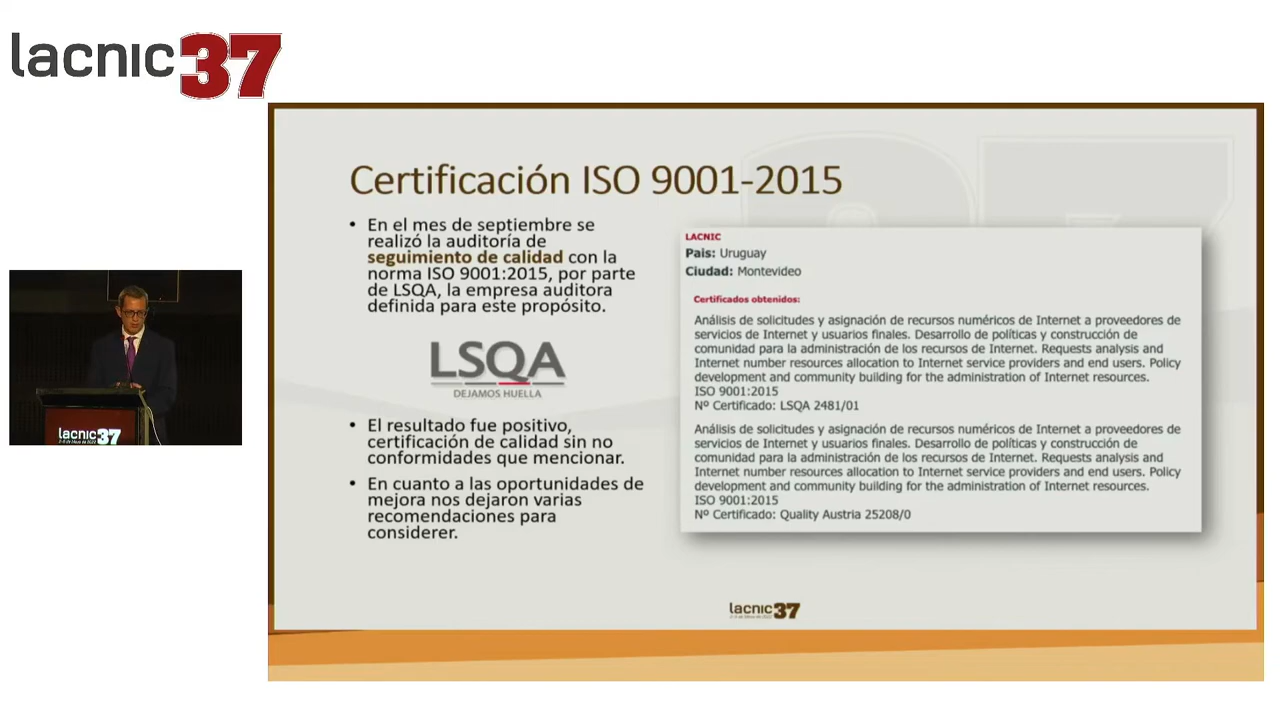 lacnic37
Certificación ISO 9001-2015
• En el mes de septiembre se
realizó la auditoría de
seguimiento de calidad con la
norma ISO 9001:2015, por parte
de LSQA, la empresa auditora
definida para este propósito.
LSQA
DEJAMOS HUELLA
• El resultado fue positivo,
certificación de calidad sin no
conformidades que mencionar.
• En cuanto a las oportunidades de
mejora nos dejaron varias
recomendaciones para
considerer.
LACNIC
Pais: Uruguay
Ciudad: Montevideo
Certificados obtenidos:
Análisis de solicitudes y asignación de recursos numéricos de Internet a proveedores de
servicios de Internet y usuarios finales. Desarrollo de políticas y construcción de
comunidad para la administración de los recursos de Internet. Requests analysis and
Internet number resources allocation to Internet service providers and end users. Policy
development and community building for the administration of Internet resources.
ISO 9001:2015
Nº Certificado: LSQA 2481/01
Análisis de solicitudes y asignación de recursos numéricos de Internet a proveedores de
servicios de Internet y usuarios finales. Desarrollo de políticas y construcción de
comunidad para la administración de los recursos de Internet. Requests analysis and
Internet number resources allocation to Internet service providers and end users. Policy
development and community building for the administration of Internet resources.
ISO 9001:2015
Nº Certificado: Quality Austria 25208/0
lacnic37
lacnic37